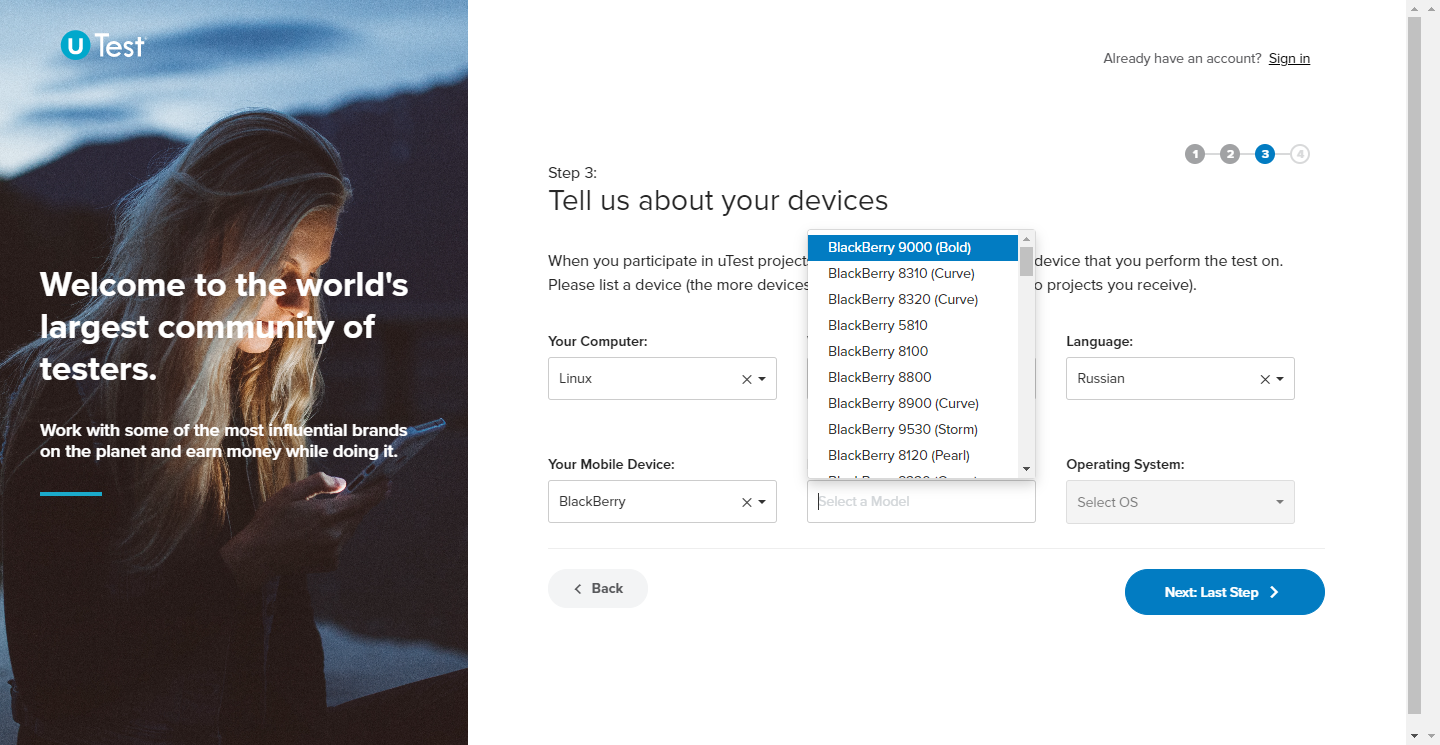 U Test
Already have an account? Sign in
1 2 3 4
Step 3:
Tell us about your devices
When you participate in uTest project
device that you perform the test on.
Please list a device (the more devices
o projects you receive).
Welcome to the world's
largest community of
testers.
Work with some of the most influential brands
on the planet and earn money while doing it.
Your Computer:
Linux
Language:
Russian
BlackBerry 9000 (Bold)
BlackBerry 8310 (Curve)
BlackBerry 8320 (Curve)
BlackBerry 5810
BlackBerry 8100
BlackBerry 8800
BlackBerry 8900 (Curve)
BlackBerry 9530 (Storm)
BlackBerry 8120 (Pearl)
Your Mobile Device:
BlackBerry
Select a Model
Operating System:
Select OS
Back
Next: Last Step